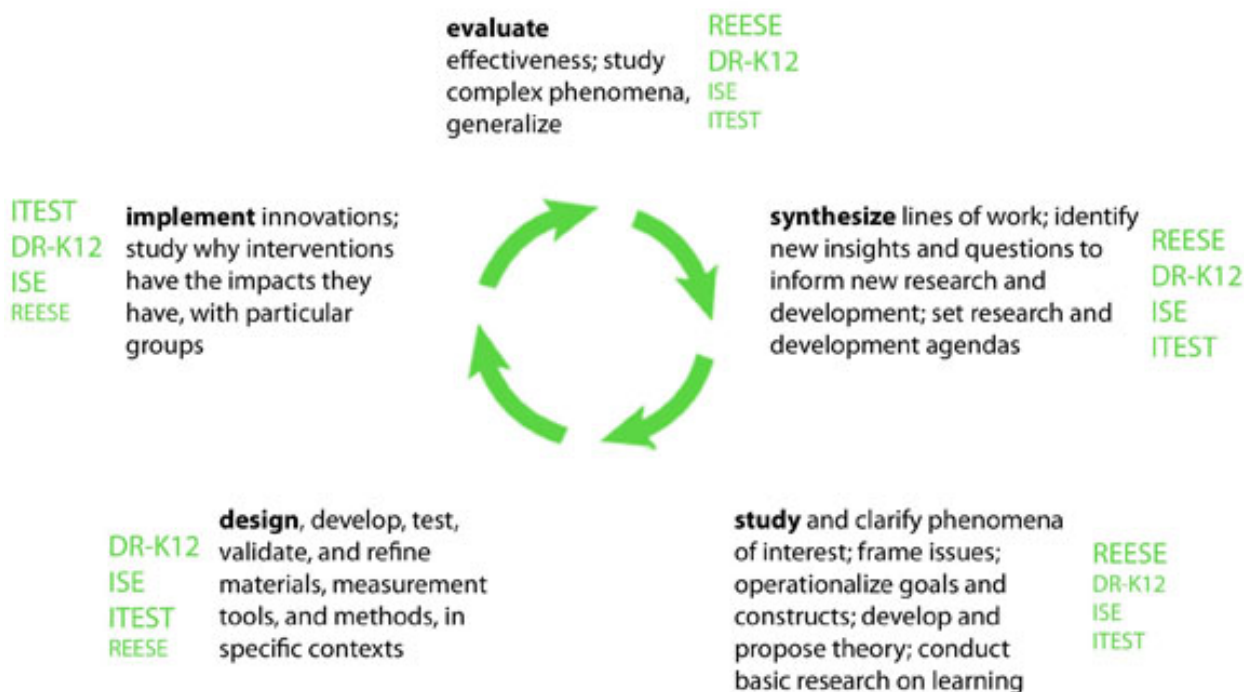 evaluate
effectiveness; study
complex phenomena,
generalize
REESE
DR-K12
ISE
ITEST
synthesize lines of work; identify
new insights and questions to
inform new research and
development; set research and
development agendas
REESE
DR-K12
ISE
ITEST
study and clarify phenomena
of interest; frame issues;
operationalize goals and
constructs; develop and
propose theory; conduct
basic research on learning
REESE
DR-K12
ISE
ITEST
DR-K12
ISE
ITEST
REESE
design, develop, test,
validate, and refine
materials, measurement
tools, and methods, in
specific contexts
ITEST
DR-K12
ISE
REESE
implement innovations;
study why interventions
have the impacts they
have, with particular
groups